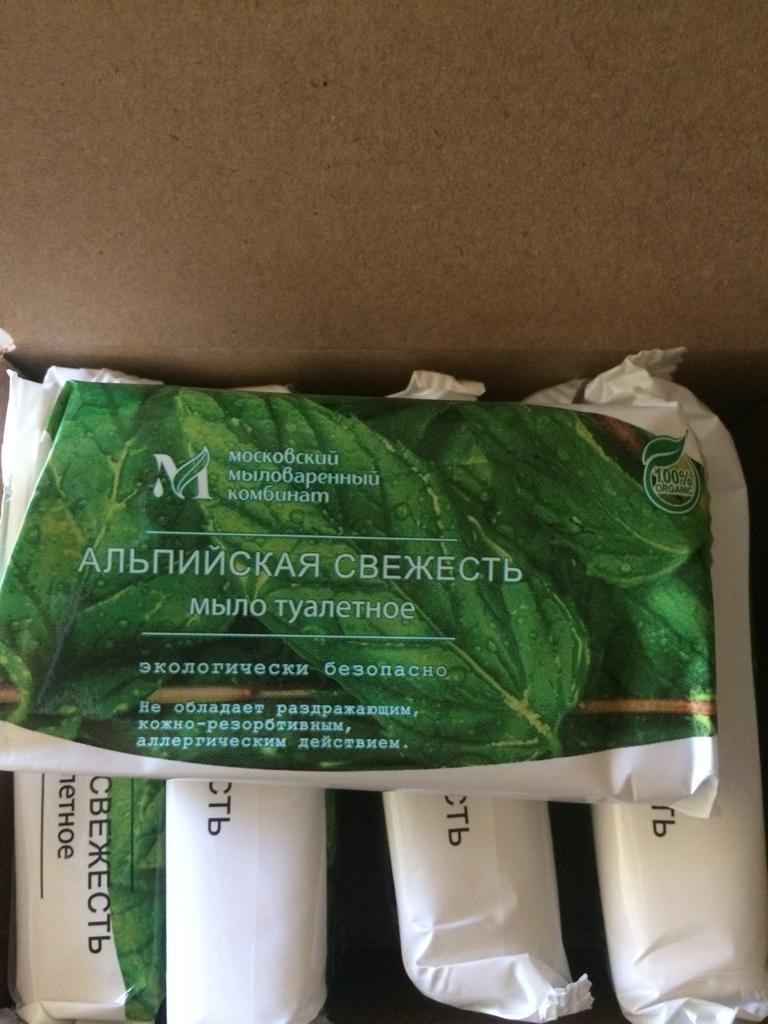 московский
мыловаренный
комбинат
100%
ORGANIC
АЛЬПИЙСКАЯ СВЕЖЕСТЬ
мыло туалетное
экологически безопасно
Не обладает раздражающим,
кожно-резорбтивным,
аллергическим действием.
СВЕЖЕСТЬ
летное
СТЬ
СТЬ
ТЬ